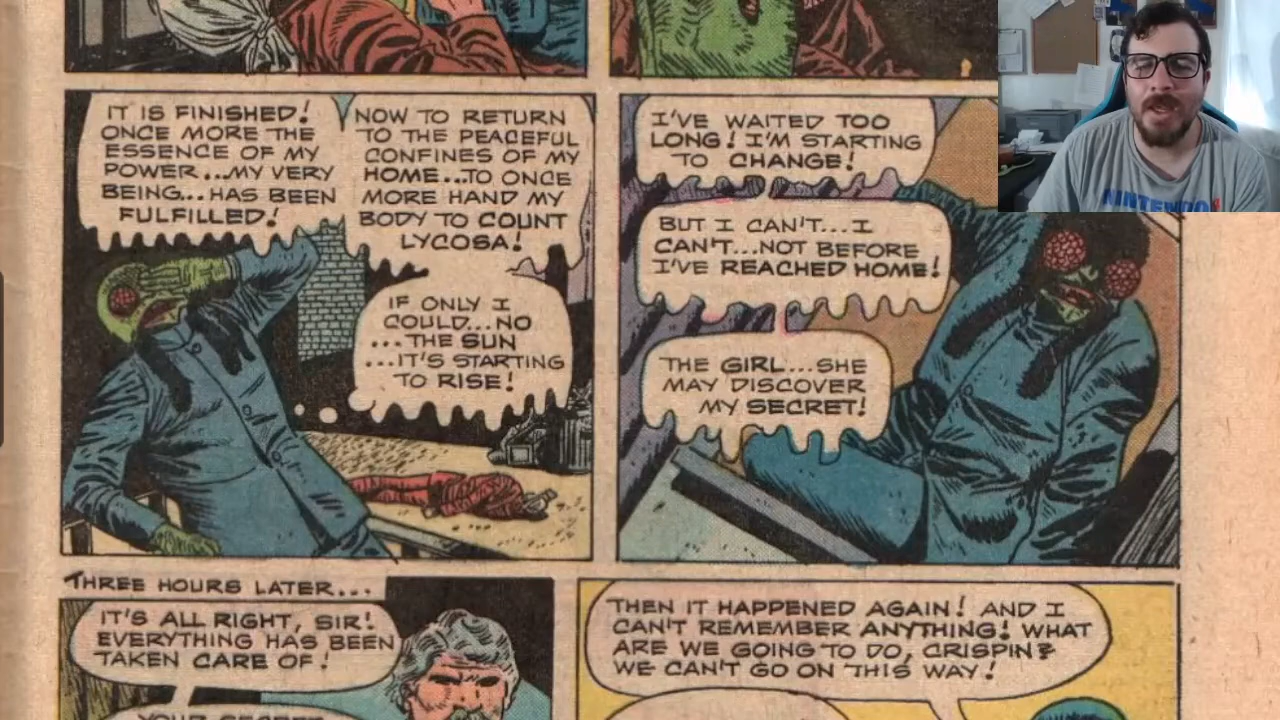 IT IS FINISHED!
ONCE MORE THE
ESSENCE OF MY
POWER...MY VERY
BEING...HAS BEEN
FULFILLED!
NOW TO RETURN
TO THE PEACEFUL
CONFINES OF MY
HOME...TO ONCE
MORE HAND MY
BODY TO COUNT
LYCOSA!
IF ONLY I
COULD...NO
...THE SUN
...IT'S STARTING
TO RISE!
I'VE WAITED TOO
LONG! I'M STARTING
TO CHANGE!
BUT I CAN'T...I
CAN'T...NOT BEFORE
I'VE REACHED HOME!
THE GIRL...SHE
MAY DISCOVER
MY SECRET!
NINTENDO
THREE HOURS LATER...
IT'S ALL RIGHT, SIR!
EVERYTHING HAS BEEN
TAKEN CARE OF!
YOUR SECRET
THEN IT HAPPENED AGAIN! AND I
CAN'T REMEMBER ANYTHING! WHAT
ARE WE GOING TO DO, CRISPIN?
WE CAN'T GO ON THIS WAY!